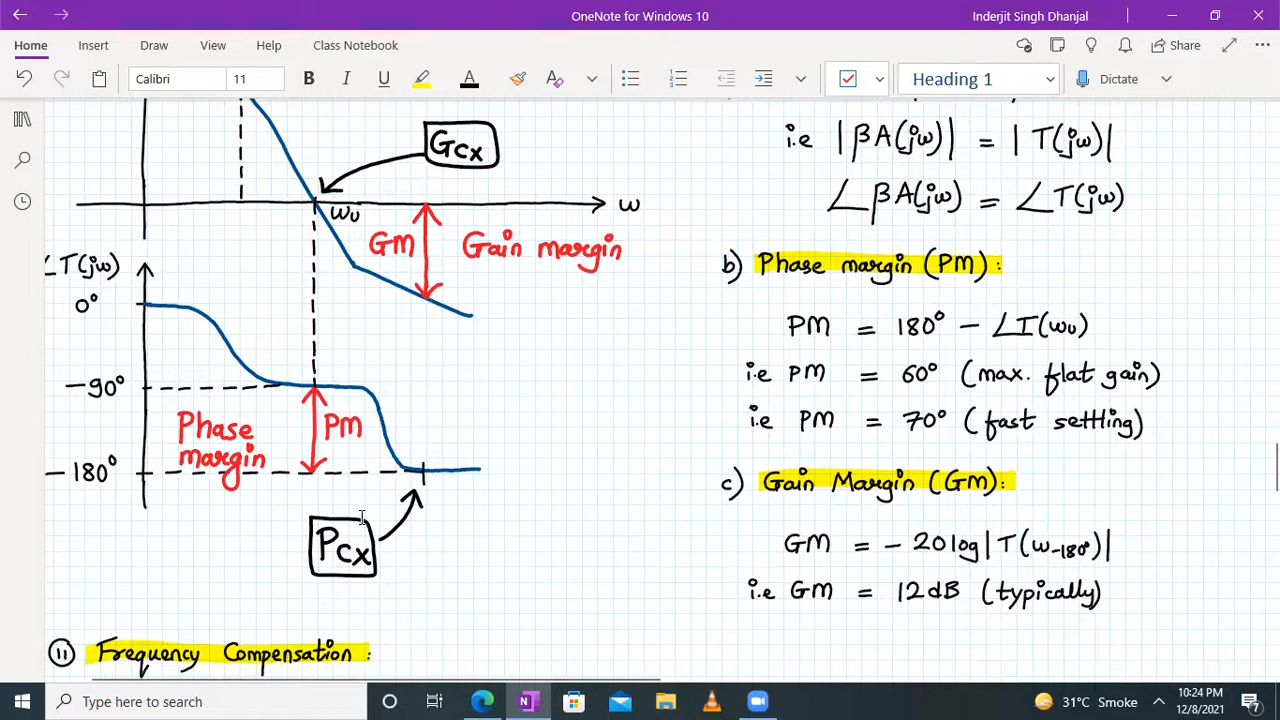 OneNote for Windows 10
Inderjit Singh Dhanjal
Home Insert Draw View Help Class Notebook
Share
Calibri 11 B I U A Heading 1 Dictate
Gcx
ω₀
ω
GM Gain margin
∠T(jω)
0°
-90°
Phase margin
PM
-180°
Pcx
⑪ Frequency Compensation :
i.e |βA(jω)| = |T(jω)|
∠βA(jω) = ∠T(jω)
b) Phase margin (PM) :
PM = 180° - ∠T(ω₀)
i.e PM = 60° (max. flat gain)
i.e PM = 70° (fast settling)
c) Gain Margin (GM):
GM = - 20log|T(ω-180°)|
i.e GM = 12dB (typically)
Type here to search
31°C Smoke
10:24 PM
12/8/2021
7